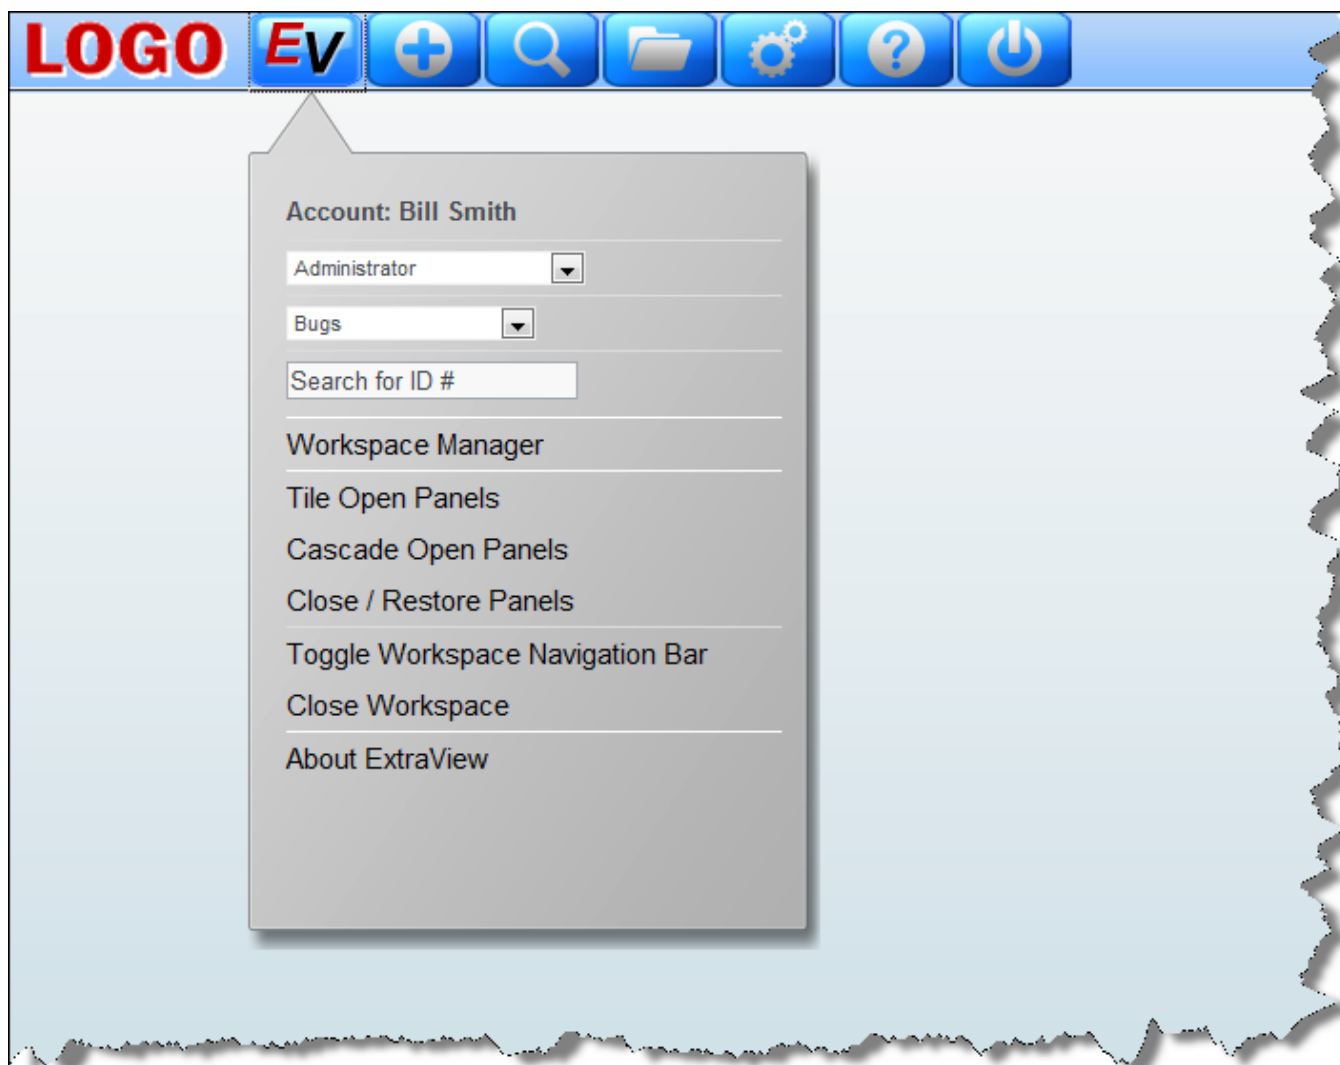 LOGO EV
Account: Bill Smith
Administrator
Bugs
Search for ID #
Workspace Manager
Tile Open Panels
Cascade Open Panels
Close / Restore Panels
Toggle Workspace Navigation Bar
Close Workspace
About ExtraView